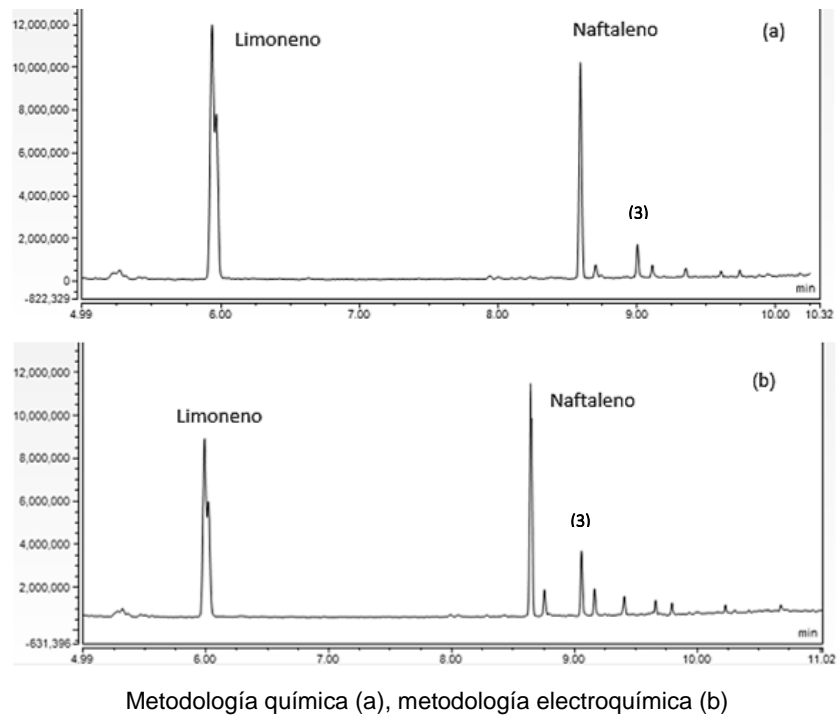 12,000,000
Limoneno
Naftaleno
(a)
10,000,000
8,000,000
6,000,000
4,000,000
(3)
2,000,000
0
-822,329
min
4.99 6.00 7.00 8.00 9.00 10.00 10.32
12,000,000
(b)
Naftaleno
10,000,000
Limoneno
8,000,000
6,000,000
(3)
4,000,000
2,000,000
-631,396
min
4.99 6.00 7.00 8.00 9.00 10.00 11.02
Metodología química (a), metodología electroquímica (b)